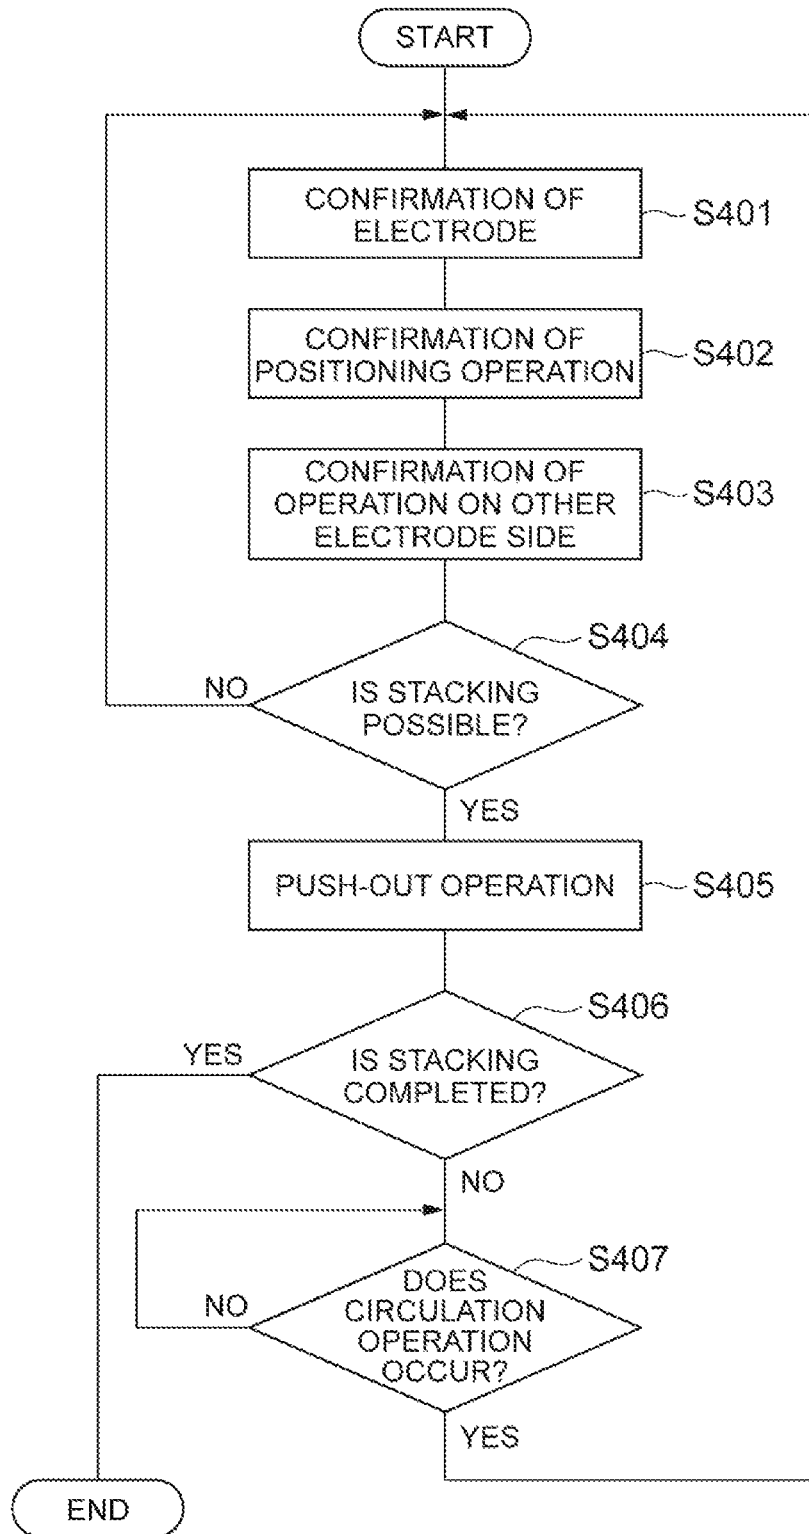 START
CONFIRMATION OF
ELECTRODE
S401
CONFIRMATION OF
POSITIONING OPERATION
S402
CONFIRMATION OF
OPERATION ON OTHER
ELECTRODE SIDE
S403
S404
NO
IS STACKING
POSSIBLE?
YES
PUSH-OUT OPERATION
S405
S406
YES
IS STACKING
COMPLETED?
NO
S407
NO
DOES
CIRCULATION
OPERATION
OCCUR?
YES
END